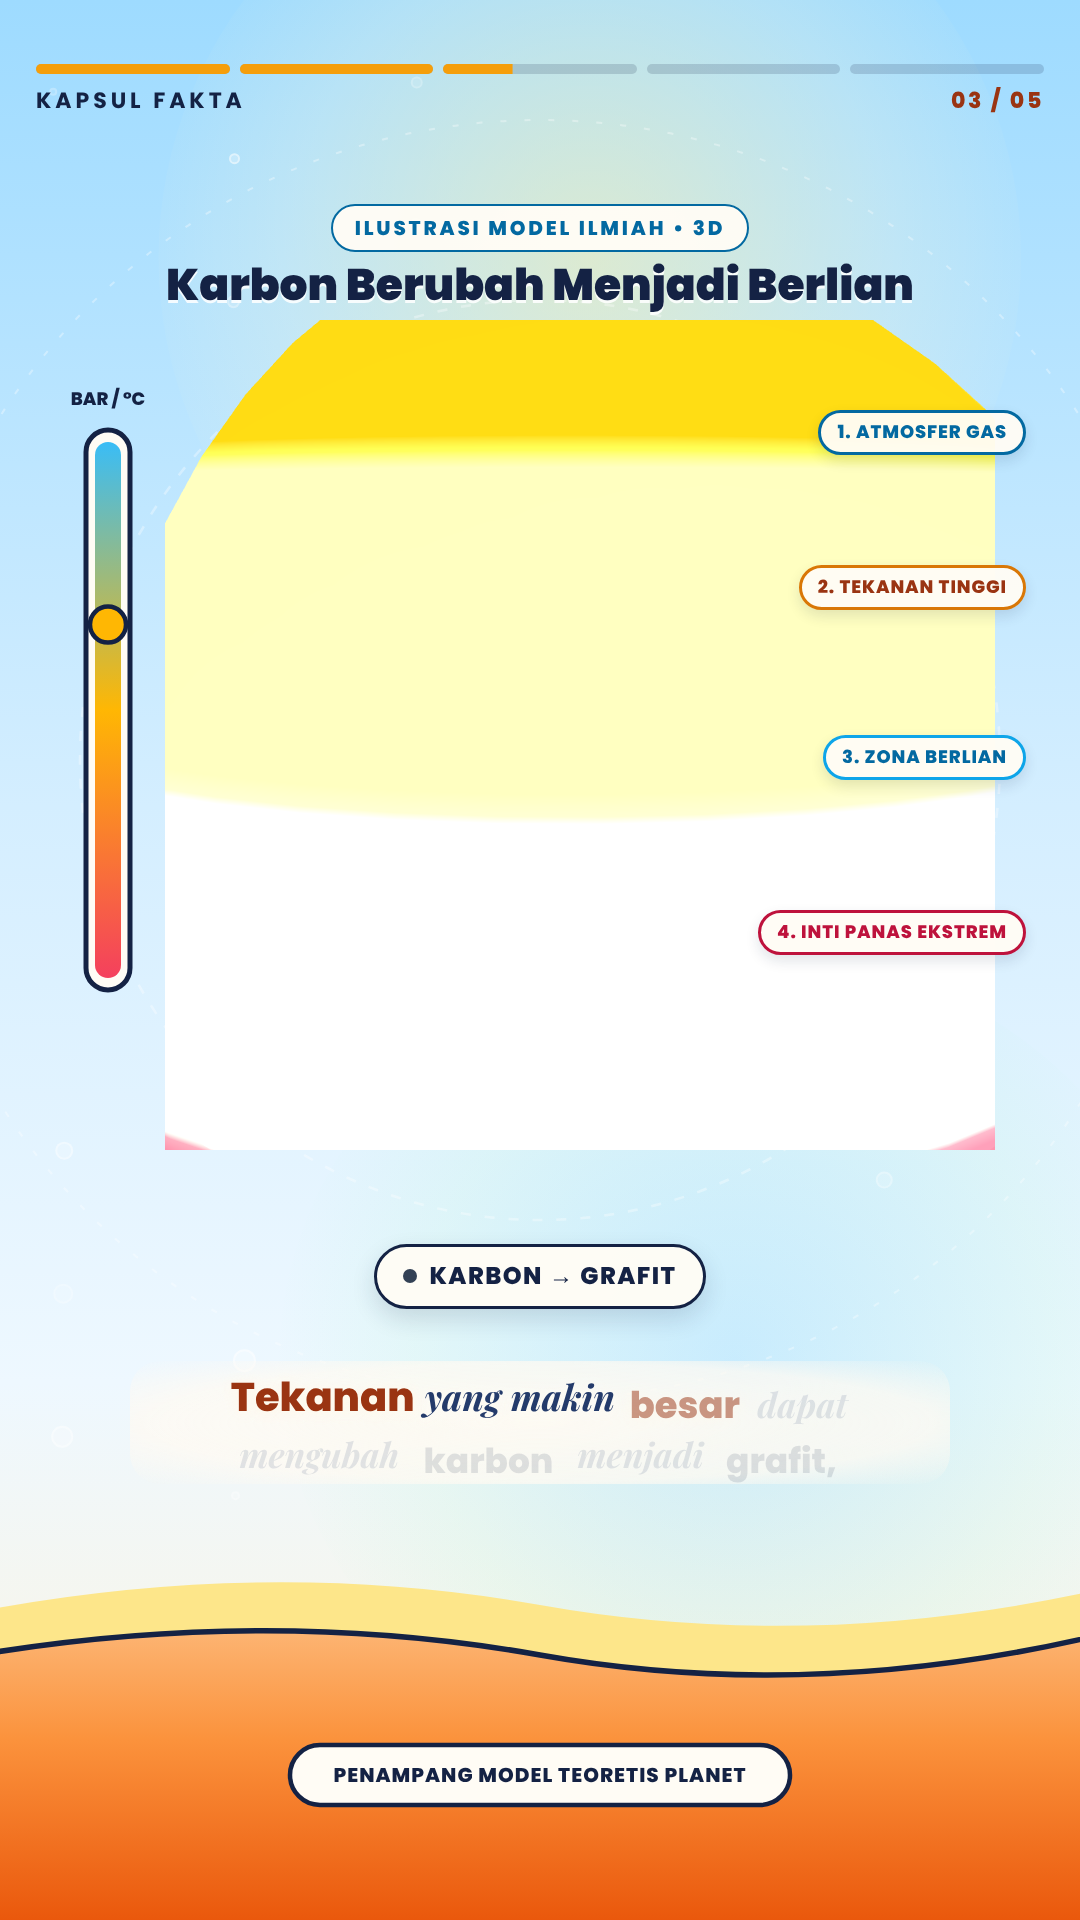 KAPSUL FAKTA
03 / 05
ILUSTRASI MODEL ILMIAH • 3D
Karbon Berubah Menjadi Berlian
BAR / °C
1. ATMOSFER GAS
2. TEKANAN TINGGI
3. ZONA BERLIAN
4. INTI PANAS EKSTREM
KARBON → GRAFIT
Tekanan yang makin besar dapat
mengubah karbon menjadi grafit,
PENAMPANG MODEL TEORETIS PLANET